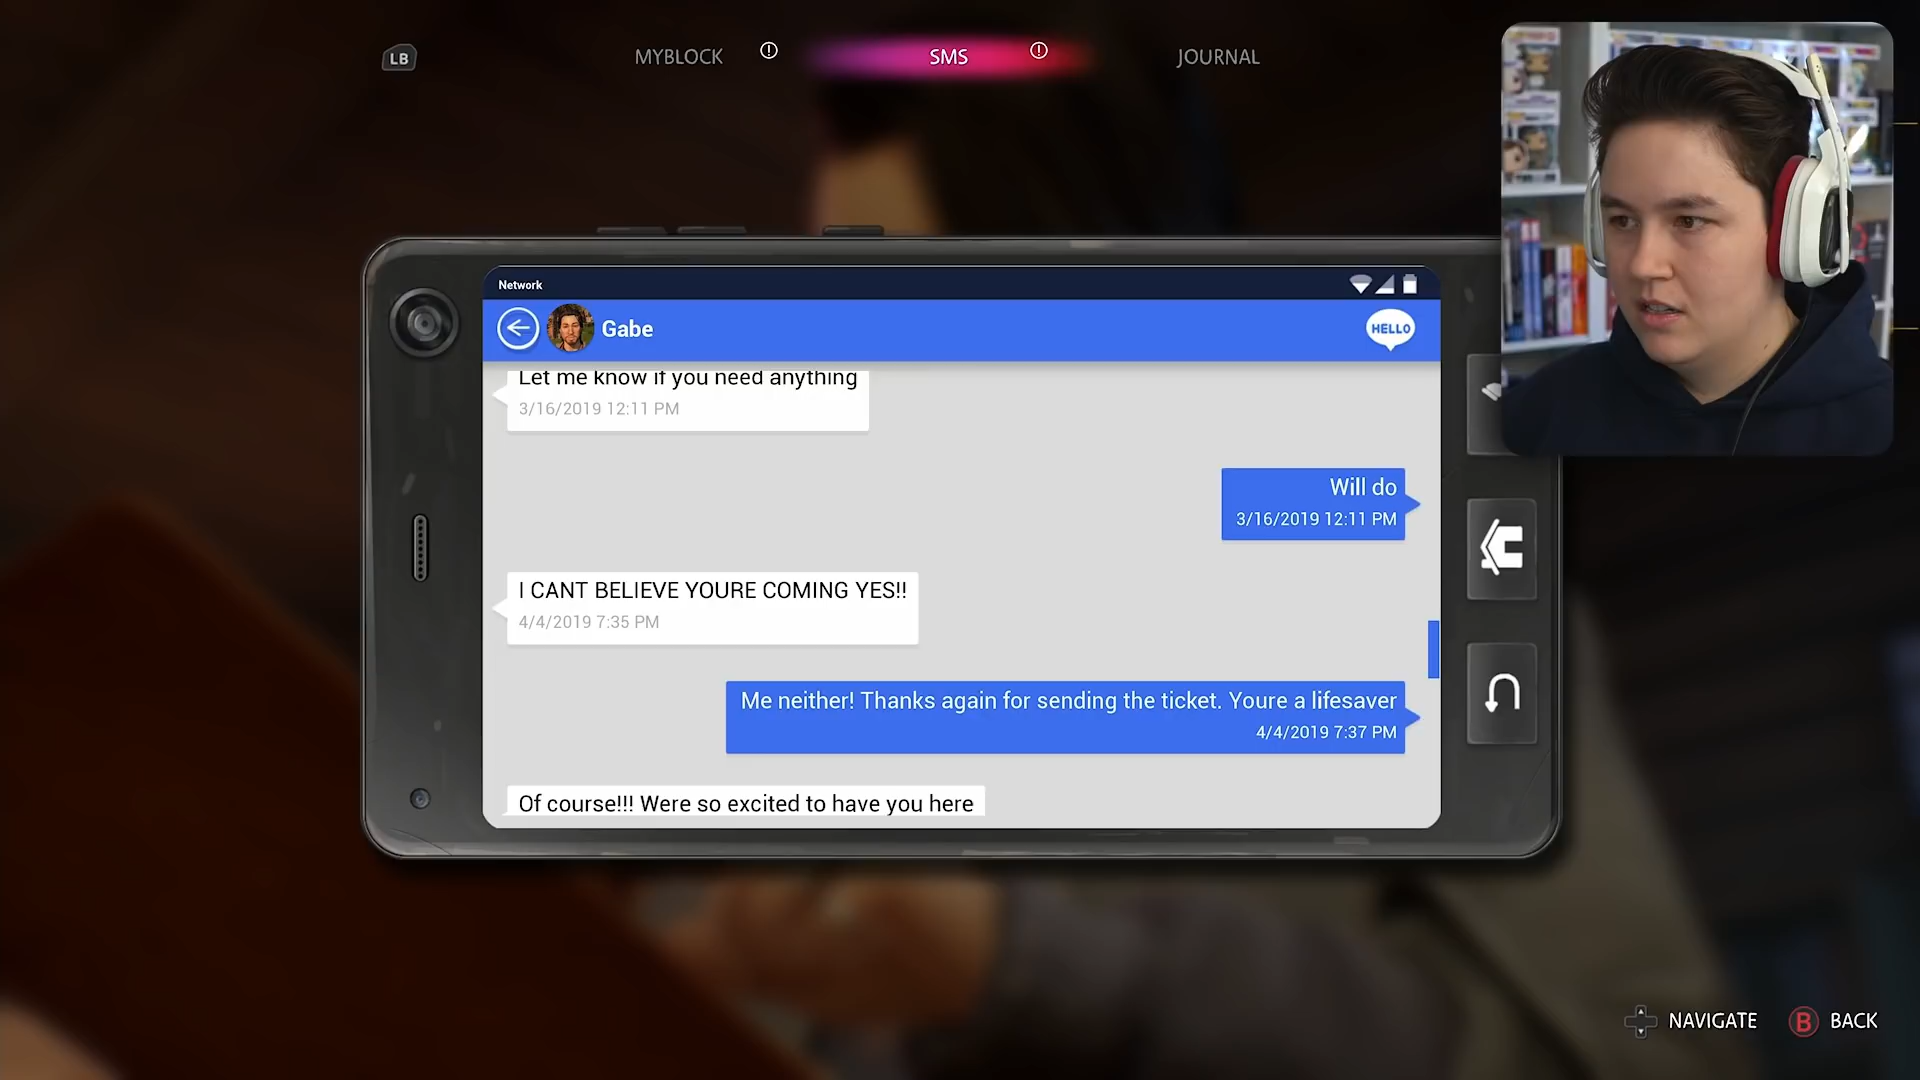 LB
MYBLOCK
SMS
JOURNAL
Network
Gabe
HELLO
Let me know if you need anything
3/16/2019 12:11 PM
Will do
3/16/2019 12:11 PM
I CANT BELIEVE YOURE COMING YES!!
4/4/2019 7:35 PM
Me neither! Thanks again for sending the ticket. Youre a lifesaver
4/4/2019 7:37 PM
Of course!!! Were so excited to have you here
NAVIGATE
B BACK